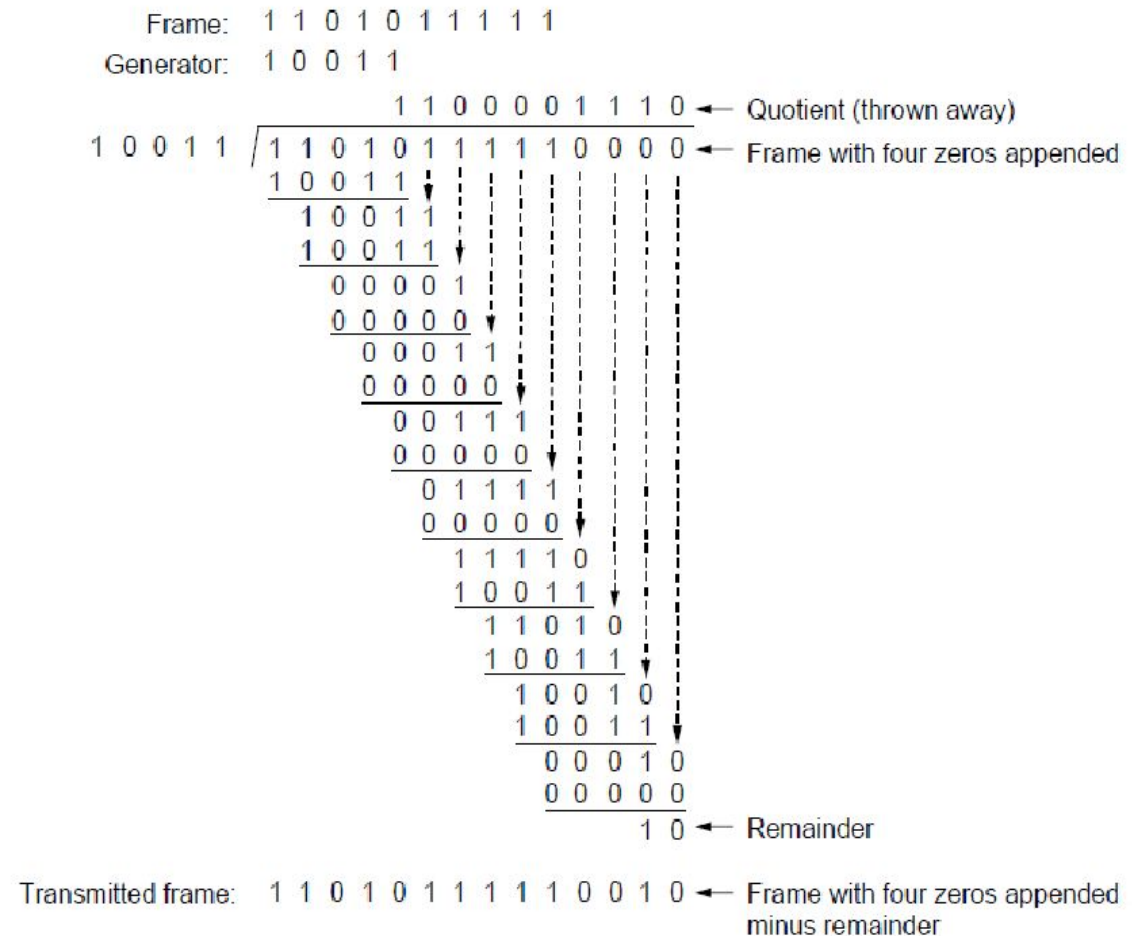 Frame: 1 1 0 1 0 1 1 1 1 1
Generator: 1 0 0 1 1
1 1 0 0 0 0 1 1 1 0 Quotient (thrown away)
1 0 0 1 1 1 1 0 1 0 1 1 1 1 1 0 0 0 0 Frame with four zeros appended
1 0 0 1 1
1 0 0 1 1
1 0 0 1 1
0 0 0 0 1
0 0 0 0 0
0 0 0 1 1
0 0 0 0 0
0 0 1 1 1
0 0 0 0 0
0 1 1 1 1
0 0 0 0 0
1 1 1 1 0
1 0 0 1 1
1 1 0 1 0
1 0 0 1 1
1 0 0 1 0
1 0 0 1 1
0 0 0 1 0
0 0 0 0 0
1 0 Remainder
Transmitted frame: 1 1 0 1 0 1 1 1 1 1 0 0 1 0 Frame with four zeros appended
minus remainder